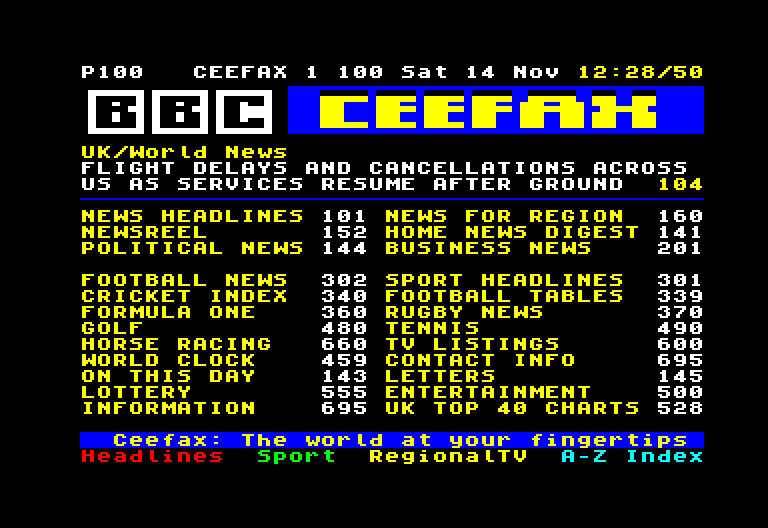 P100 CEEFAX 1 100 Sat 14 Nov 12:28/50
BBC CEEFAX
UK/World News
FLIGHT DELAYS AND CANCELLATIONS ACROSS
US AS SERVICES RESUME AFTER GROUND 104
NEWS HEADLINES 101 NEWS FOR REGION 160
NEWSREEL 152 HOME NEWS DIGEST 141
POLITICAL NEWS 144 BUSINESS NEWS 201
FOOTBALL NEWS 302 SPORT HEADLINES 301
CRICKET INDEX 340 FOOTBALL TABLES 339
FORMULA ONE 360 RUGBY NEWS 370
GOLF 480 TENNIS 490
HORSE RACING 660 TV LISTINGS 600
WORLD CLOCK 459 CONTACT INFO 695
ON THIS DAY 143 LETTERS 145
LOTTERY 555 ENTERTAINMENT 500
INFORMATION 695 UK TOP 40 CHARTS 528
Ceefax: The world at your fingertips
Headlines Sport RegionalTV A-Z Index